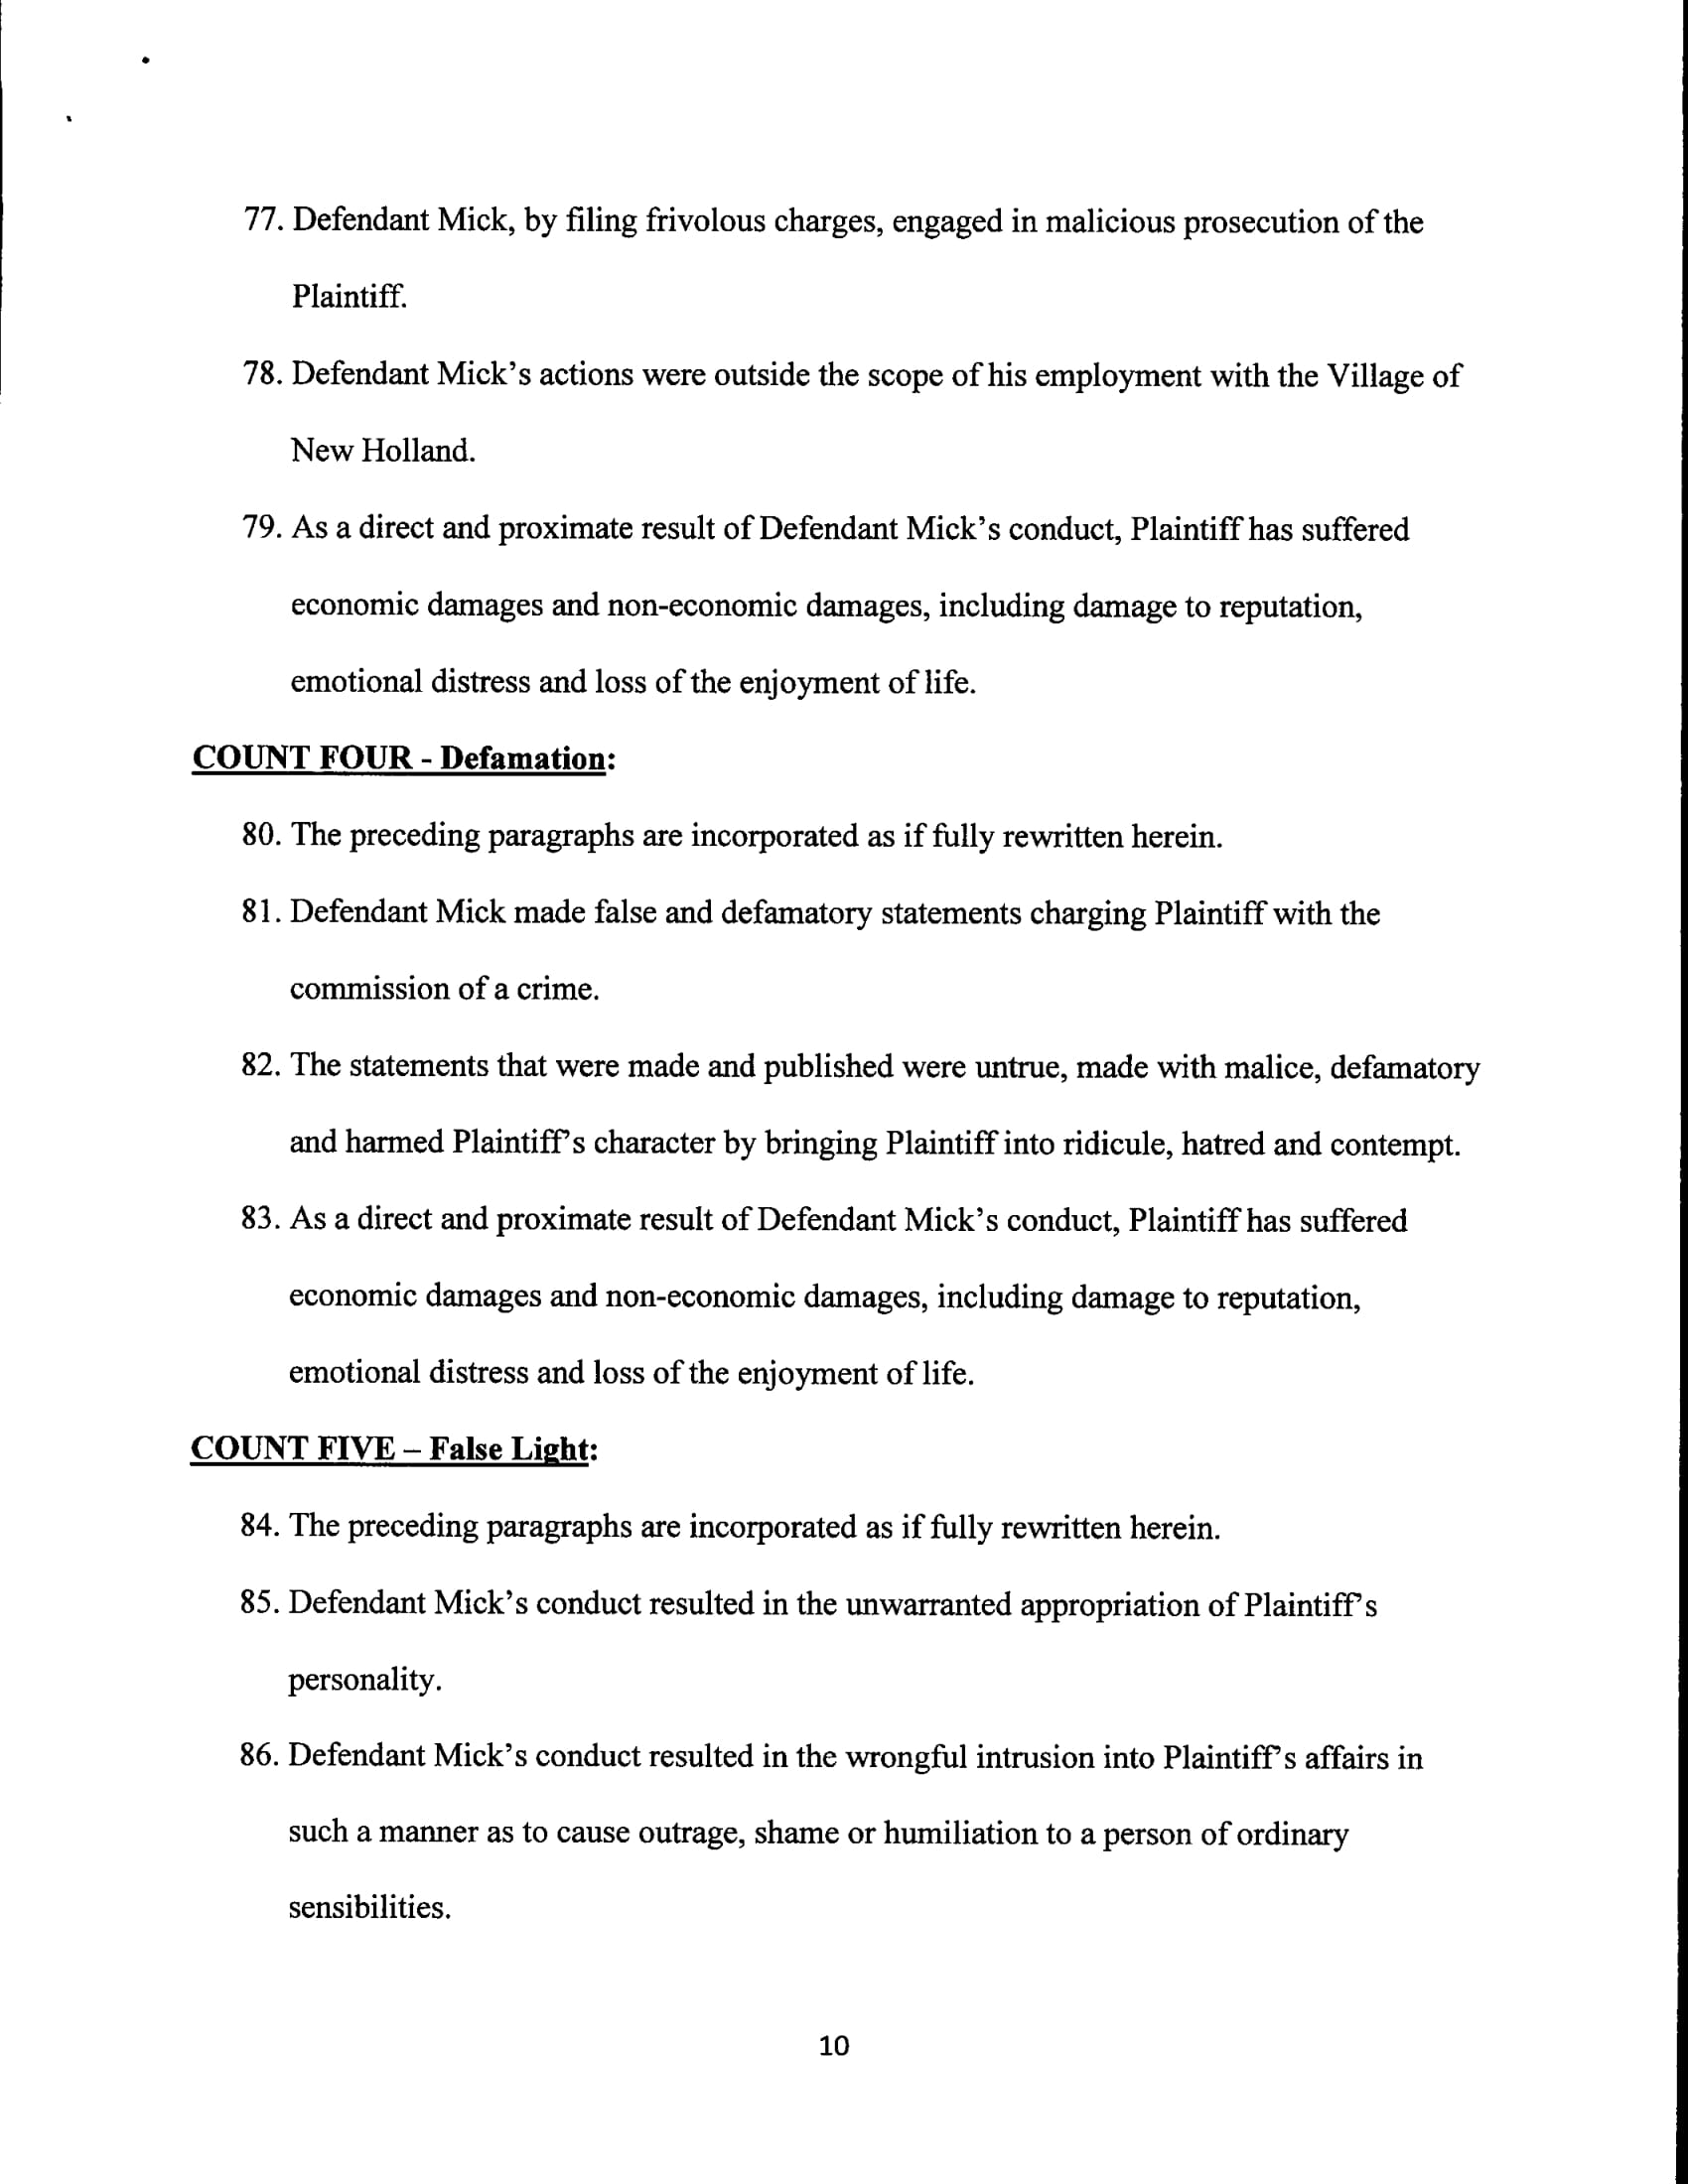 77. Defendant Mick, by filing frivolous charges, engaged in malicious prosecution of the
Plaintiff.
78. Defendant Mick’s actions were outside the scope of his employment with the Village of
New Holland.
79. As a direct and proximate result of Defendant Mick’s conduct, Plaintiff has suffered
economic damages and non-economic damages, including damage to reputation,
emotional distress and loss of the enjoyment of life.
COUNT FOUR - Defamation:
80. The preceding paragraphs are incorporated as if fully rewritten herein.
81. Defendant Mick made false and defamatory statements charging Plaintiff with the
commission of a crime.
82. The statements that were made and published were untrue, made with malice, defamatory
and harmed Plaintiff’s character by bringing Plaintiff into ridicule, hatred and contempt.
83. As a direct and proximate result of Defendant Mick’s conduct, Plaintiff has suffered
economic damages and non-economic damages, including damage to reputation,
emotional distress and loss of the enjoyment of life.
COUNT FIVE – False Light:
84. The preceding paragraphs are incorporated as if fully rewritten herein.
85. Defendant Mick’s conduct resulted in the unwarranted appropriation of Plaintiff’s
personality.
86. Defendant Mick’s conduct resulted in the wrongful intrusion into Plaintiff’s affairs in
such a manner as to cause outrage, shame or humiliation to a person of ordinary
sensibilities.
10